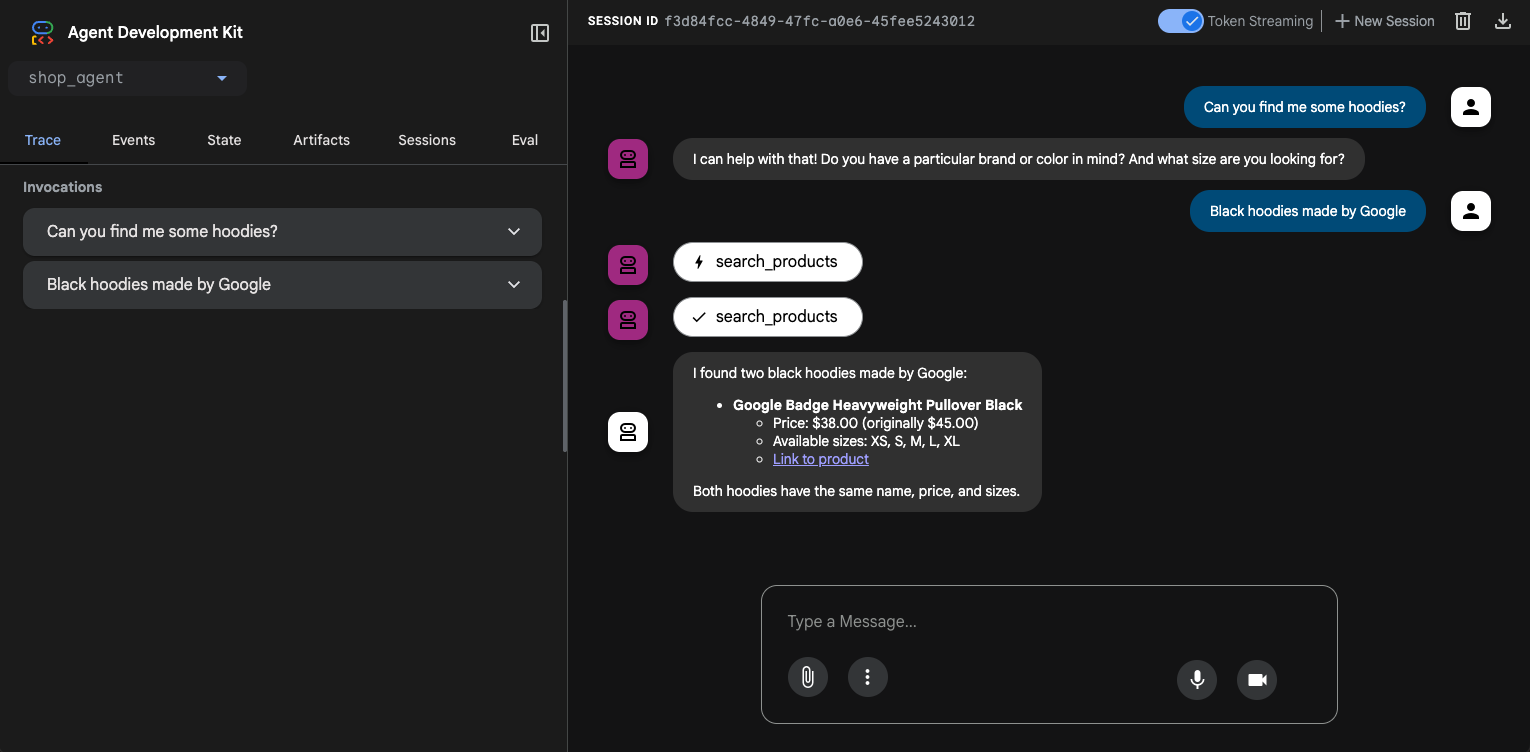 Agent Development Kit
shop_agent
Trace Events State Artifacts Sessions Eval
Invocations
Can you find me some hoodies?
Black hoodies made by Google
SESSION ID f3d84fcc-4849-47fc-a0e6-45fee5243012
Token Streaming
New Session
Can you find me some hoodies?
I can help with that! Do you have a particular brand or color in mind? And what size are you looking for?
Black hoodies made by Google
search_products
search_products
I found two black hoodies made by Google:
Google Badge Heavyweight Pullover Black
Price: $38.00 (originally $45.00)
Available sizes: XS, S, M, L, XL
Link to product
Both hoodies have the same name, price, and sizes.
Type a Message...